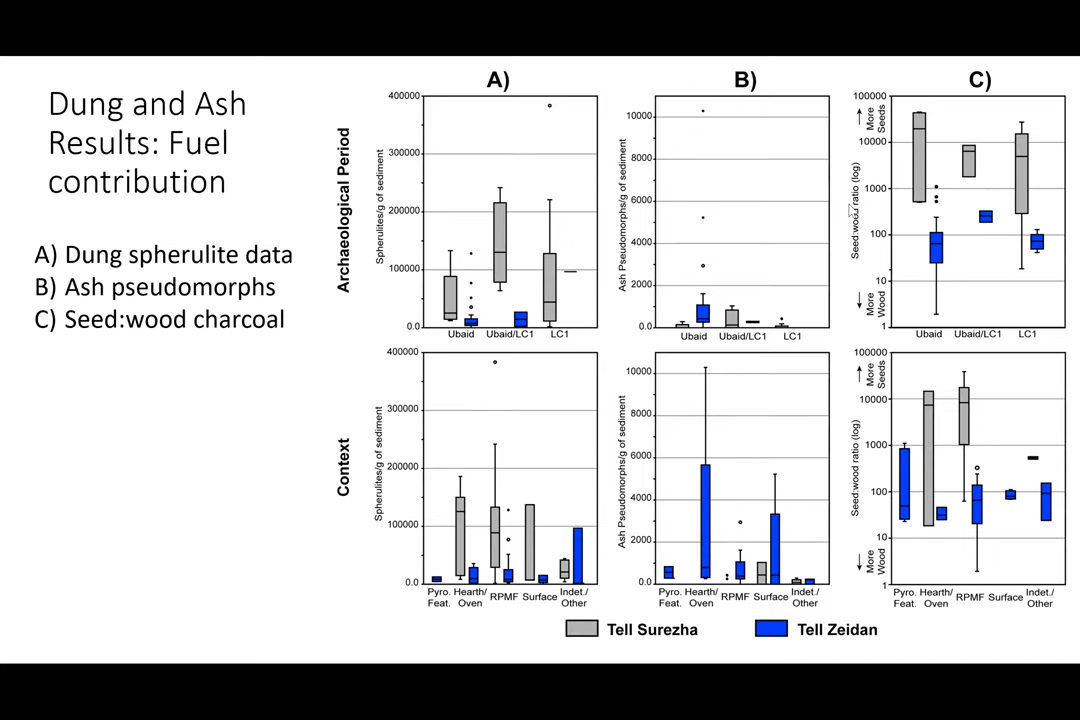 Dung and Ash
Results: Fuel
contribution
A) Dung spherulite data
B) Ash pseudomorphs
C) Seed:wood charcoal
A)
B)
C)
Archaeological Period
Spherulites/g of sediment
400000
300000
200000
100000
0.0
Ubaid Ubaid/LC1 LC1
Ash Pseudomorphs/g of sediment
10000
8000
6000
4000
2000
0.0
Ubaid Ubaid/LC1 LC1
Seed:wood ratio (log)
More
Seeds
More
Wood
100000
10000
1000
100
10
1
Ubaid Ubaid/LC1 LC1
Context
Spherulites/g of sediment
400000
300000
200000
100000
0.0
Pyro. Hearth/ RPMF Surface Indet./
Feat. Oven Other
Ash Pseudomorphs/g of sediment
10000
8000
6000
4000
2000
0.0
Pyro. Hearth/ RPMF Surface Indet./
Feat. Oven Other
Seed:wood ratio (log)
More
Seeds
More
Wood
100000
10000
1000
100
10
1
Pyro. Hearth/ RPMF Surface Indet./
Feat. Oven Other
Tell Surezha
Tell Zeidan